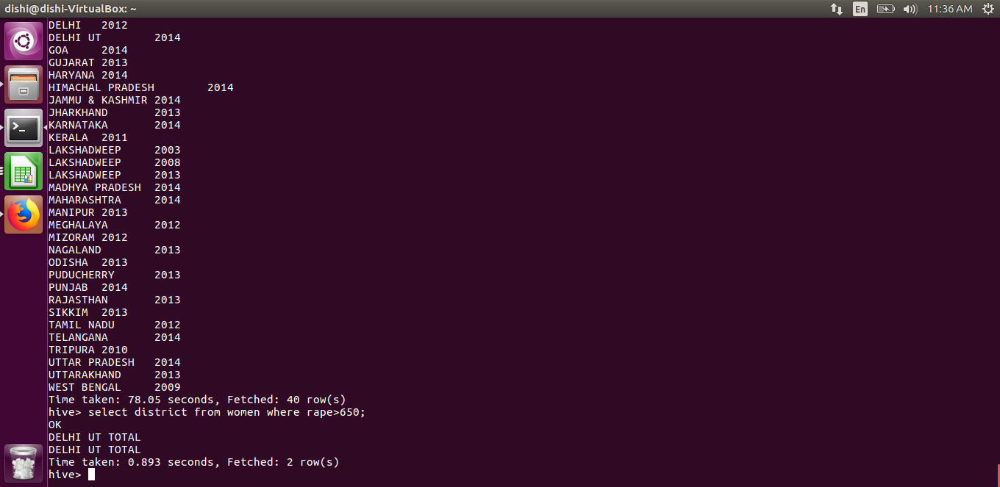 dishi@dishi-VirtualBox: ~
En
11:36 AM
DELHI 2012
DELHI UT 2014
GOA 2014
GUJARAT 2013
HARYANA 2014
HIMACHAL PRADESH 2014
JAMMU & KASHMIR 2014
JHARKHAND 2013
KARNATAKA 2014
KERALA 2011
LAKSHADWEEP 2003
LAKSHADWEEP 2008
LAKSHADWEEP 2013
MADHYA PRADESH 2014
MAHARASHTRA 2014
MANIPUR 2013
MEGHALAYA 2012
MIZORAM 2012
NAGALAND 2013
ODISHA 2013
PUDUCHERRY 2013
PUNJAB 2014
RAJASTHAN 2013
SIKKIM 2013
TAMIL NADU 2012
TELANGANA 2014
TRIPURA 2010
UTTAR PRADESH 2014
UTTARAKHAND 2013
WEST BENGAL 2009
Time taken: 78.05 seconds, Fetched: 40 row(s)
hive> select district from women where rape>650;
OK
DELHI UT TOTAL
DELHI UT TOTAL
Time taken: 0.893 seconds, Fetched: 2 row(s)
hive>